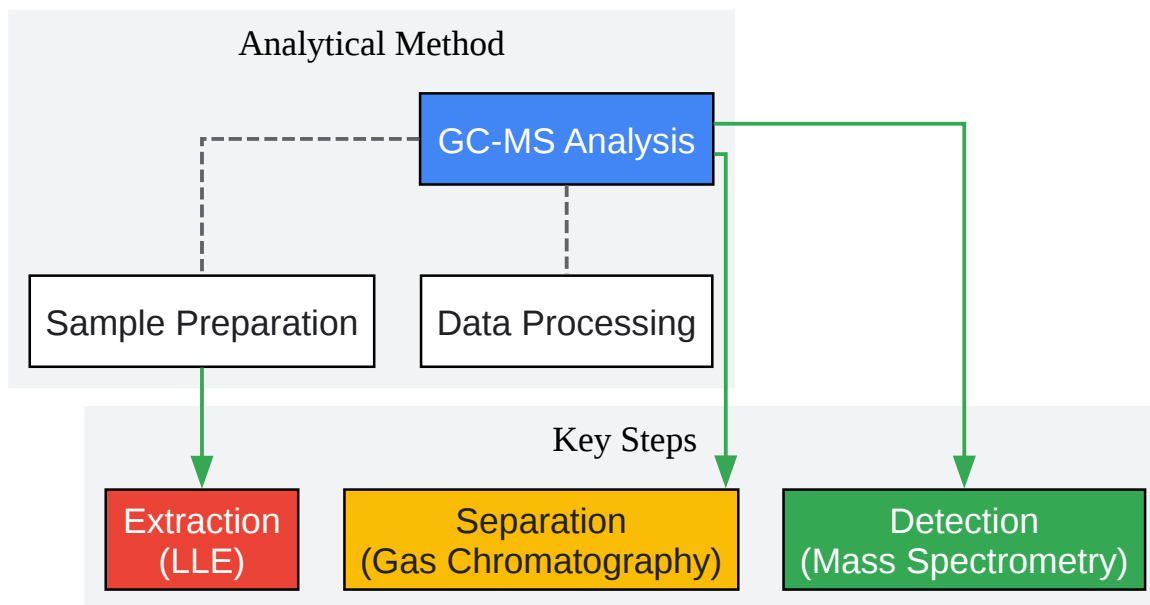 Analytical Method
GC-MS Analysis
Sample Preparation
Data Processing
Key Steps
Extraction
(LLE)
Separation
(Gas Chromatography)
Detection
(Mass Spectrometry)